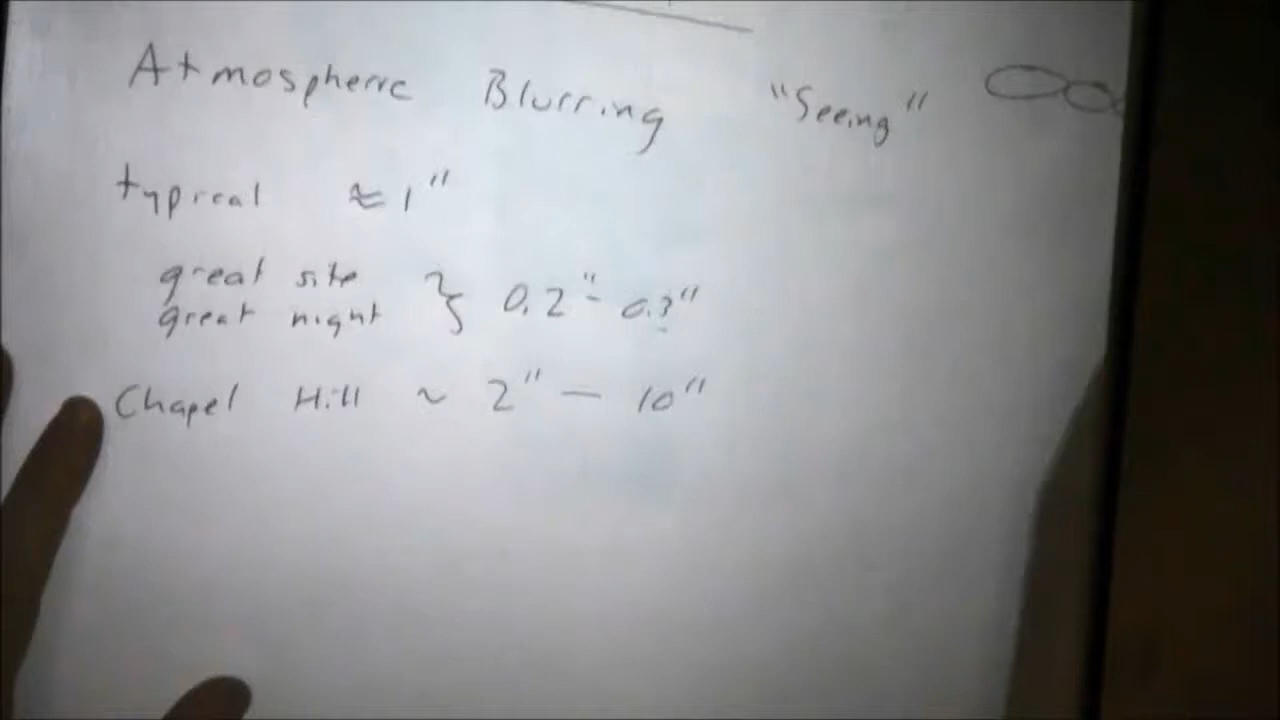 Atmospheric Blurring "Seeing"
typical ≈ 1"
great site
great night } 0.2" - 0.3"
Chapel Hill ~ 2" — 10"